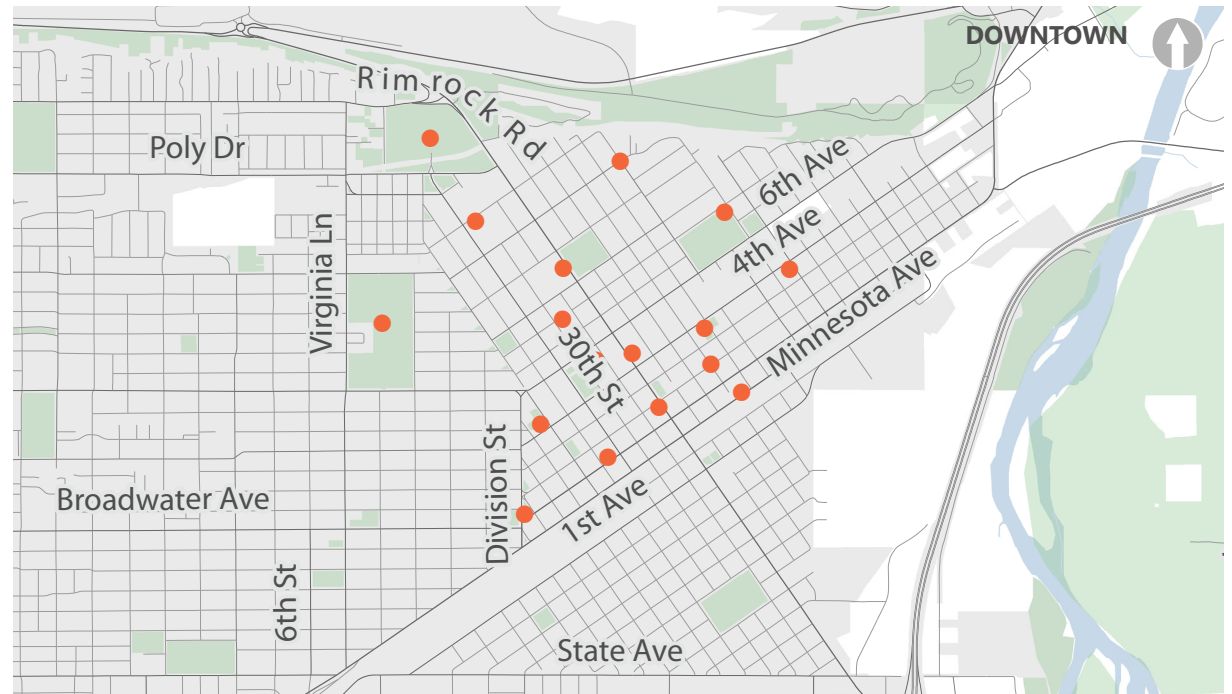 DOWNTOWN
Rimrock Rd
Poly Dr
6th Ave
4th Ave
Virginia Ln
Minnesota Ave
30th St
Division St
Broadwater Ave
1st Ave
6th St
State Ave